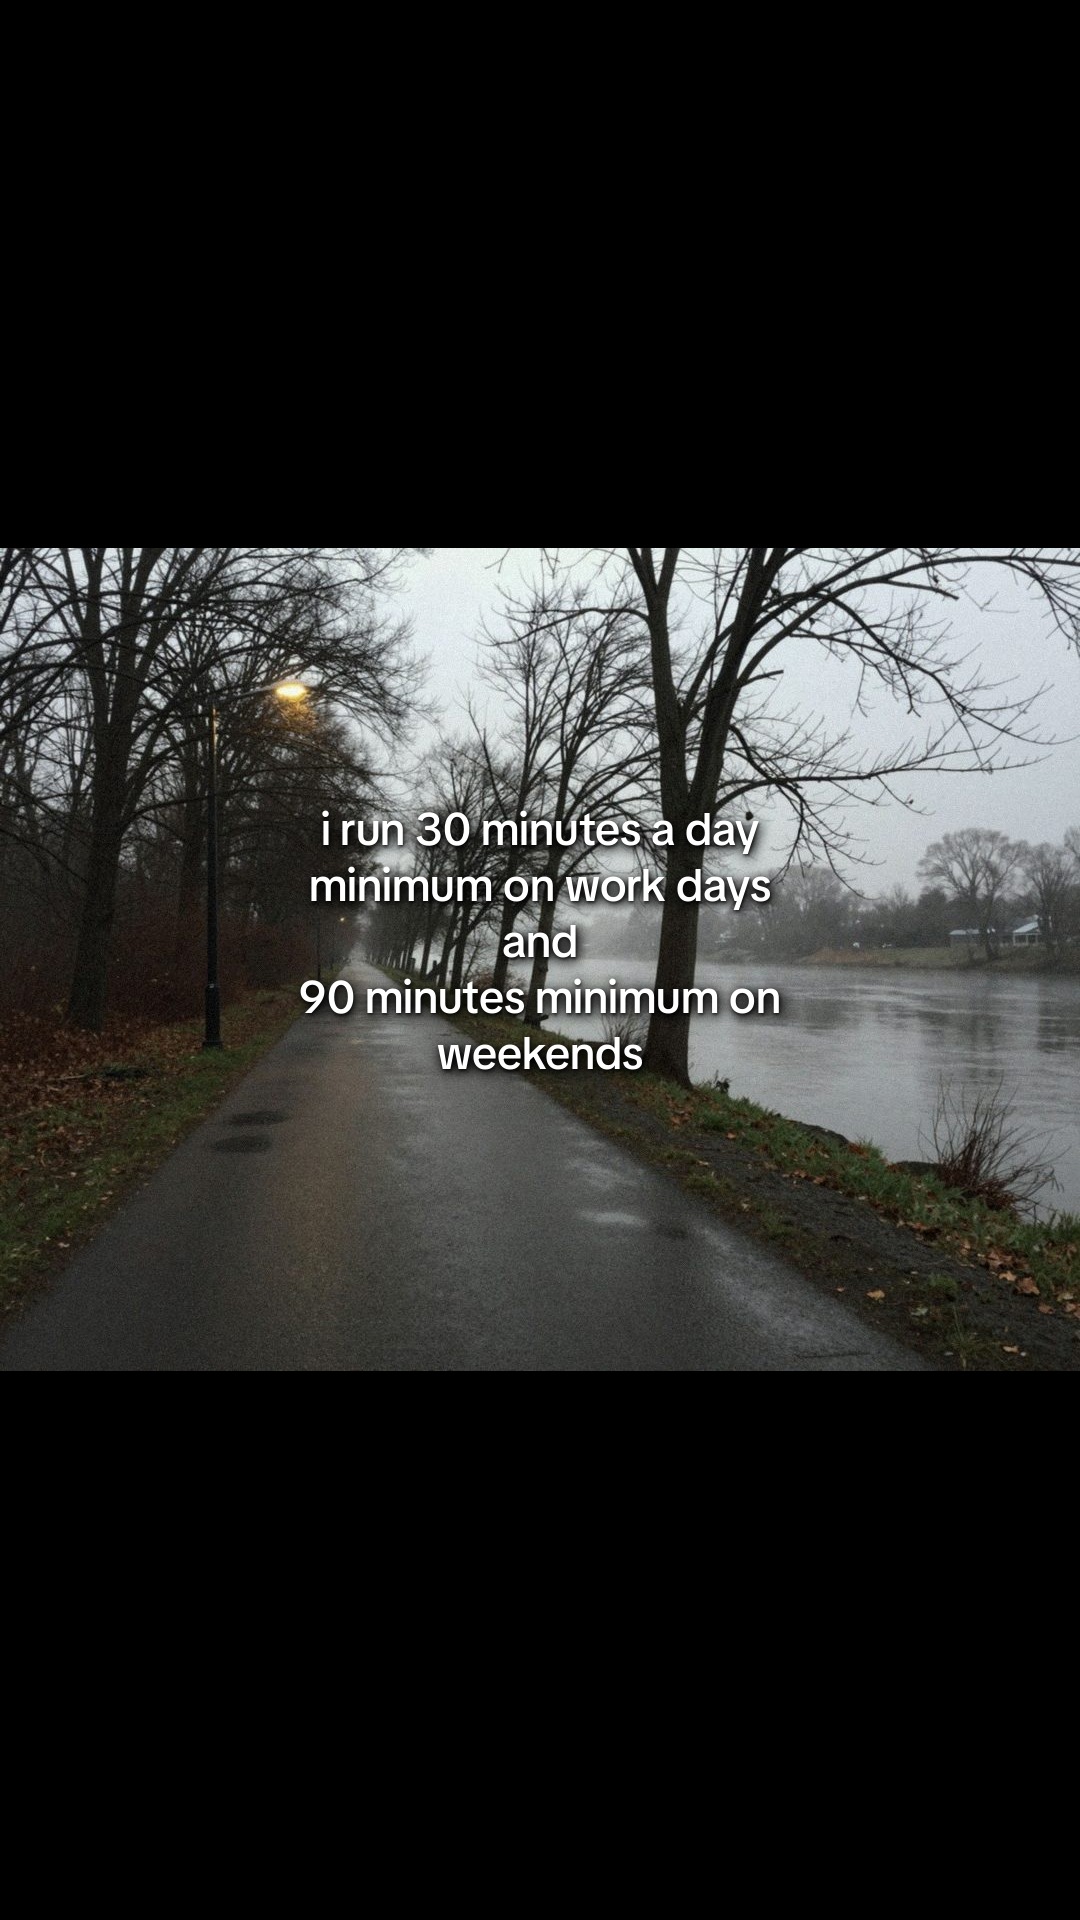 i run 30 minutes a day
minimum on work days
and
90 minutes minimum on
weekends